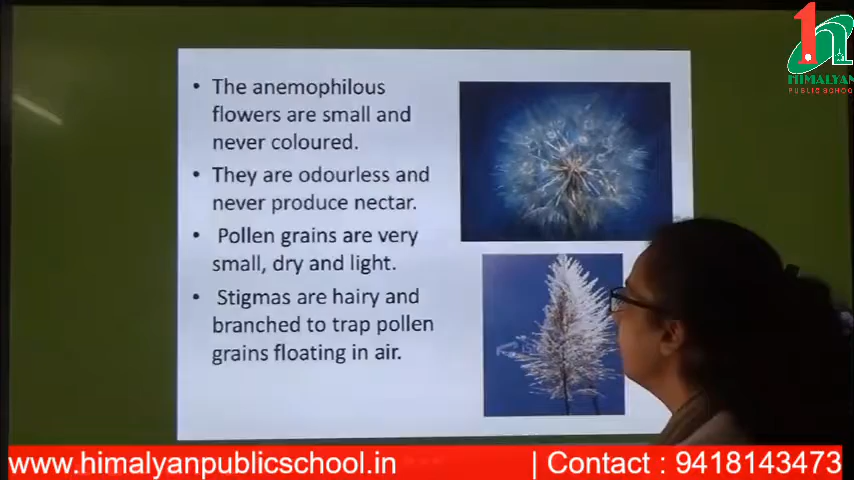 • The anemophilous
flowers are small and
never coloured.
• They are odourless and
never produce nectar.
• Pollen grains are very
small, dry and light.
• Stigmas are hairy and
branched to trap pollen
grains floating in air.
HIMALYAN
PUBLIC SCHOO
www.himalyanpublicschool.in | Contact : 9418143473